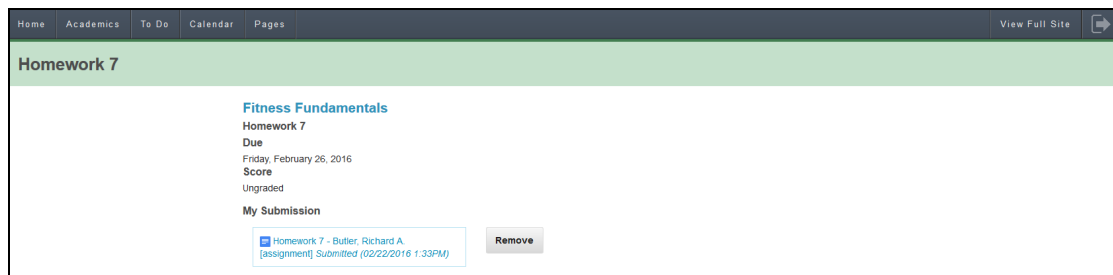 Home Academics To Do Calendar Pages View Full Site
Homework 7
Fitness Fundamentals
Homework 7
Due
Friday, February 26, 2016
Score
Ungraded
My Submission
Homework 7 - Butler, Richard A. Remove
[assignment] Submitted (02/22/2016 1:33PM)